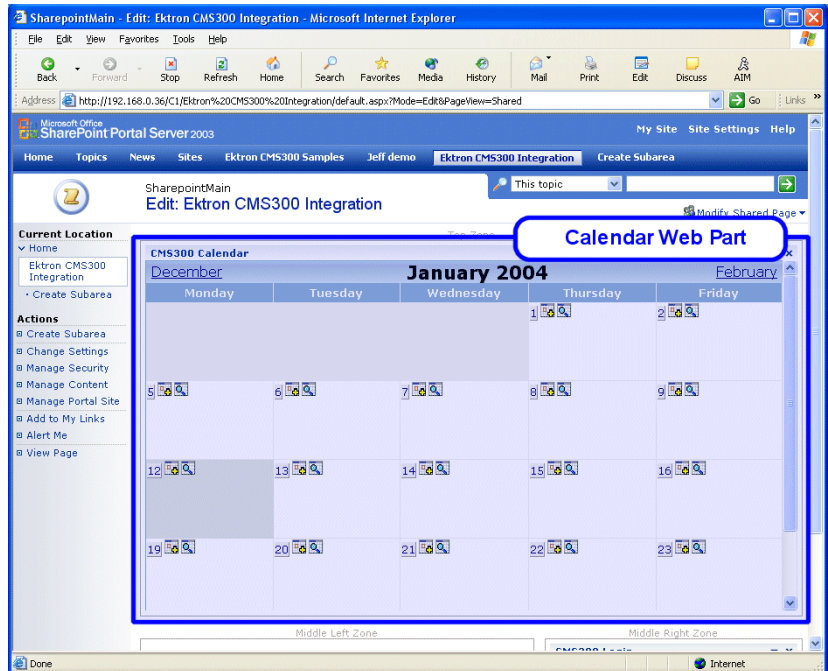 SharepointMain - Edit: Ektron CMS300 Integration - Microsoft Internet Explorer
File Edit View Favorites Tools Help
Back Forward Stop Refresh Home Search Favorites Media History Mail Print Edit Discuss AIM
Address http://192.168.0.36/C1/Ektron%20CMS300%20Integration/default.aspx?Mode=Edit&PageView=Shared Go Links »
Microsoft Office
SharePoint Portal Server 2003
My Site Site Settings Help
Home Topics News Sites Ektron CMS300 Samples Jeff demo Ektron CMS300 Integration Create Subarea
SharepointMain
Edit: Ektron CMS300 Integration
This topic
Modify Shared Page
Current Location
Home
Ektron CMS300
Integration
Create Subarea
Actions
Create Subarea
Change Settings
Manage Security
Manage Content
Manage Portal Site
Add to My Links
Alert Me
View Page
Top Zone
Calendar Web Part
CMS300 Calendar
December January 2004 February
Monday Tuesday Wednesday Thursday Friday
1 2
5 6 7 8 9
12 13 14 15 16
19 20 21 22 23
Middle Left Zone Middle Right Zone
CMS300 Login
Done Internet